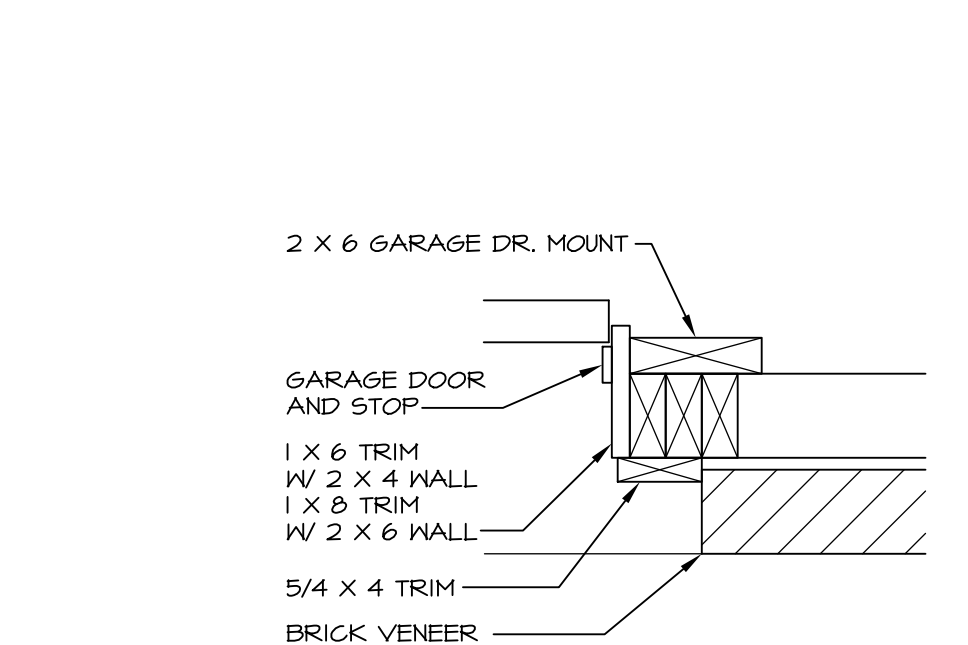 2 X 6 GARAGE DR. MOUNT
GARAGE DOOR
AND STOP
1 X 6 TRIM
W/ 2 X 4 WALL
1 X 8 TRIM
W/ 2 X 6 WALL
5/4 X 4 TRIM
BRICK VENEER